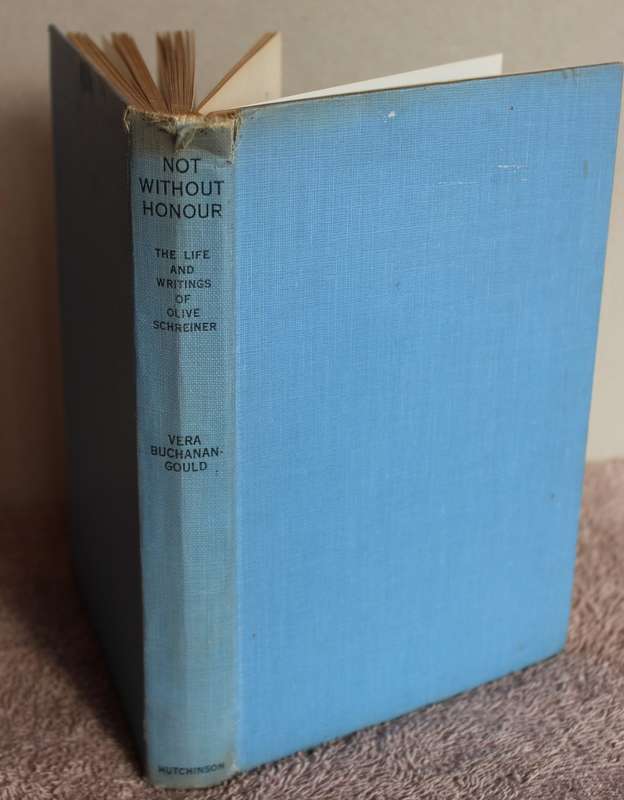 NOT
WITHOUT
HONOUR
THE LIFE
AND
WRITINGS
OF
OLIVE
SCHREINER
VERA
BUCHANAN-
GOULD
HUTCHINSON